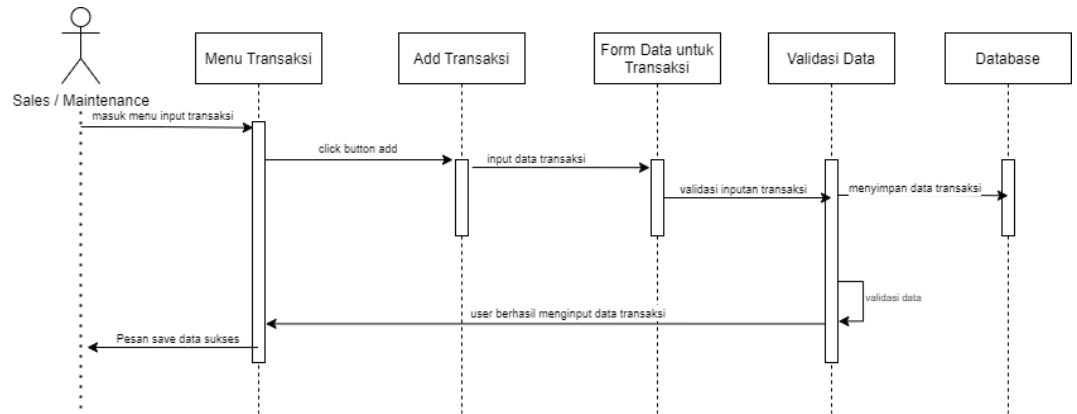 Menu Transaksi
Add Transaksi
Form Data untuk
Transaksi
Validasi Data
Database
Sales / Maintenance
masuk menu input transaksi
click button add
input data transaksi
validasi inputan transaksi
menyimpan data transaksi
validasi data
user berhasil menginput data transaksi
Pesan save data sukses